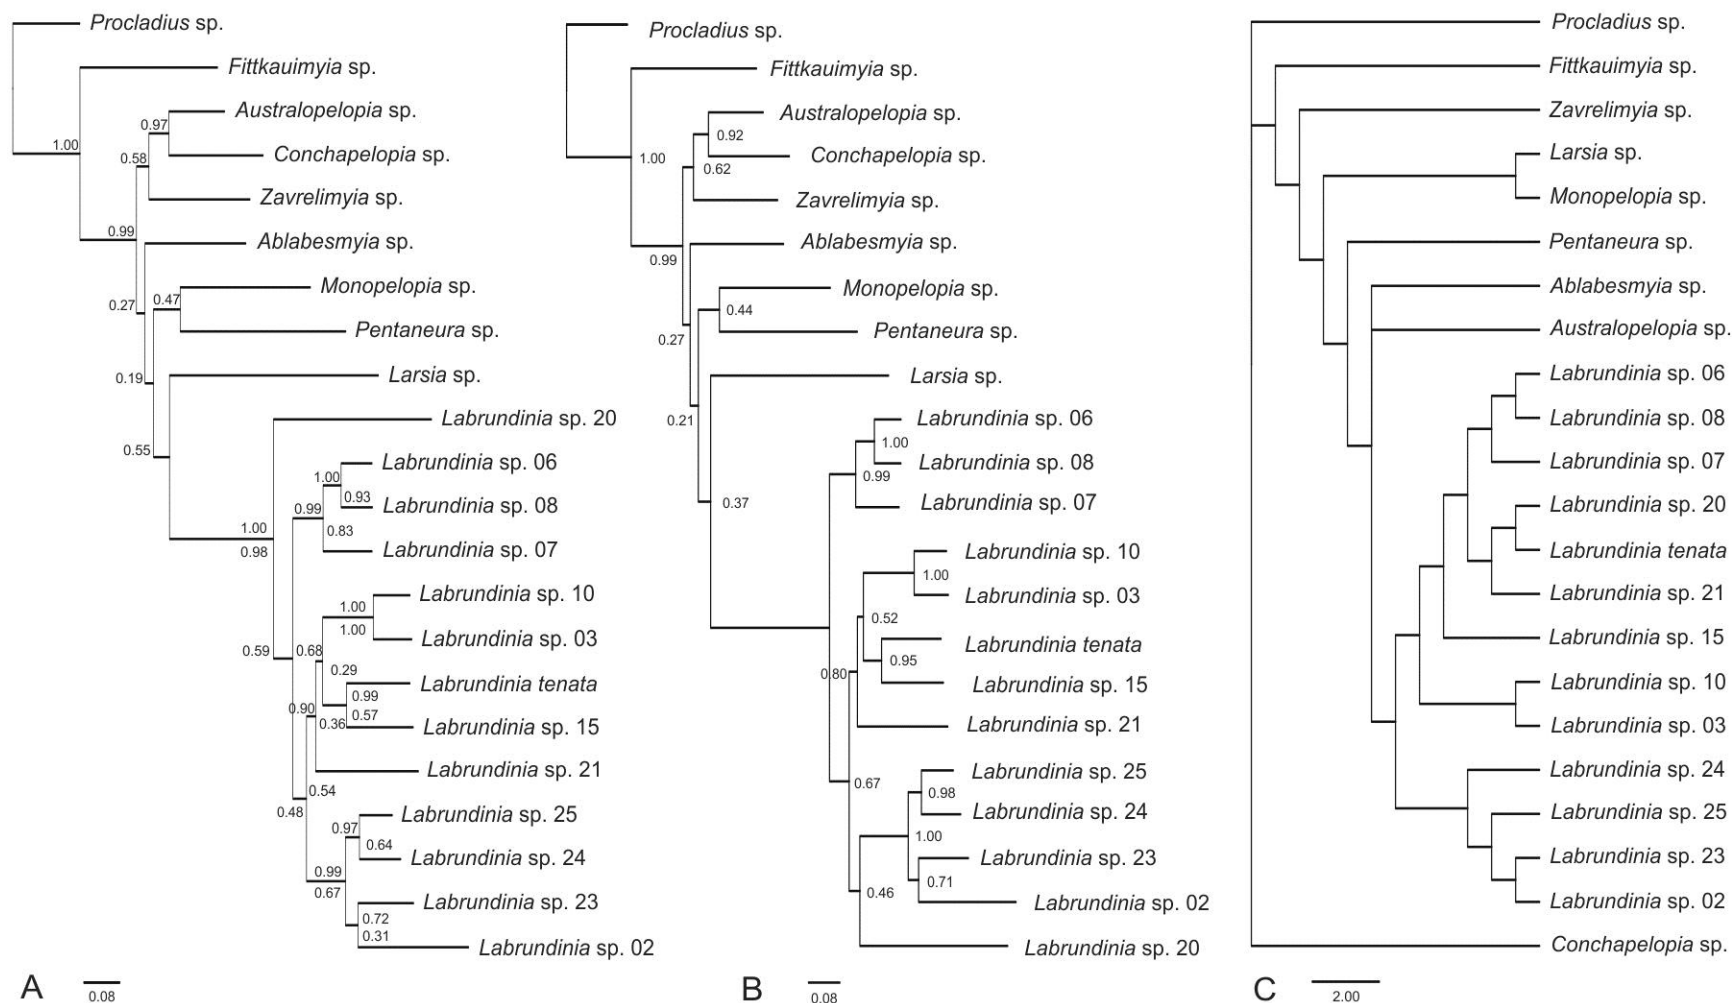 Procladius sp.
Fittkauimyia sp.
Australopelopia sp.
0.97
Conchapelopia sp.
1.00
0.58
Zavrelimyia sp.
0.99
Ablabesmyia sp.
Monopelopia sp.
0.47
0.27
Pentaneura sp.
0.19
Larsia sp.
Labrundinia sp. 20
0.55
Labrundinia sp. 06
1.00
0.93
Labrundinia sp. 08
0.99
0.83
1.00
0.98
Labrundinia sp. 07
Labrundinia sp. 10
1.00
1.00
Labrundinia sp. 03
0.59
0.68
0.29
Labrundinia tenata
0.99
0.90
0.36
0.57
Labrundinia sp. 15
Labrundinia sp. 21
0.54
0.48
Labrundinia sp. 25
0.97
0.64
Labrundinia sp. 24
0.99
0.67
Labrundinia sp. 23
0.72
0.31
Labrundinia sp. 02
A
0.08
Procladius sp.
Fittkauimyia sp.
Australopelopia sp.
0.92
Conchapelopia sp.
1.00
0.62
Zavrelimyia sp.
Ablabesmyia sp.
0.99
Monopelopia sp.
0.44
Pentaneura sp.
0.27
Larsia sp.
0.21
Labrundinia sp. 06
1.00
Labrundinia sp. 08
0.99
0.37
Labrundinia sp. 07
Labrundinia sp. 10
1.00
Labrundinia sp. 03
0.52
Labrundinia tenata
0.95
0.80
Labrundinia sp. 15
Labrundinia sp. 21
Labrundinia sp. 25
0.67
0.98
Labrundinia sp. 24
1.00
Labrundinia sp. 23
0.71
0.46
Labrundinia sp. 02
Labrundinia sp. 20
B
0.08
Procladius sp.
Fittkauimyia sp.
Zavrelimyia sp.
Larsia sp.
Monopelopia sp.
Pentaneura sp.
Ablabesmyia sp.
Australopelopia sp.
Labrundinia sp. 06
Labrundinia sp. 08
Labrundinia sp. 07
Labrundinia sp. 20
Labrundinia tenata
Labrundinia sp. 21
Labrundinia sp. 15
Labrundinia sp. 10
Labrundinia sp. 03
Labrundinia sp. 24
Labrundinia sp. 25
Labrundinia sp. 23
Labrundinia sp. 02
Conchapelopia sp.
C
2.00